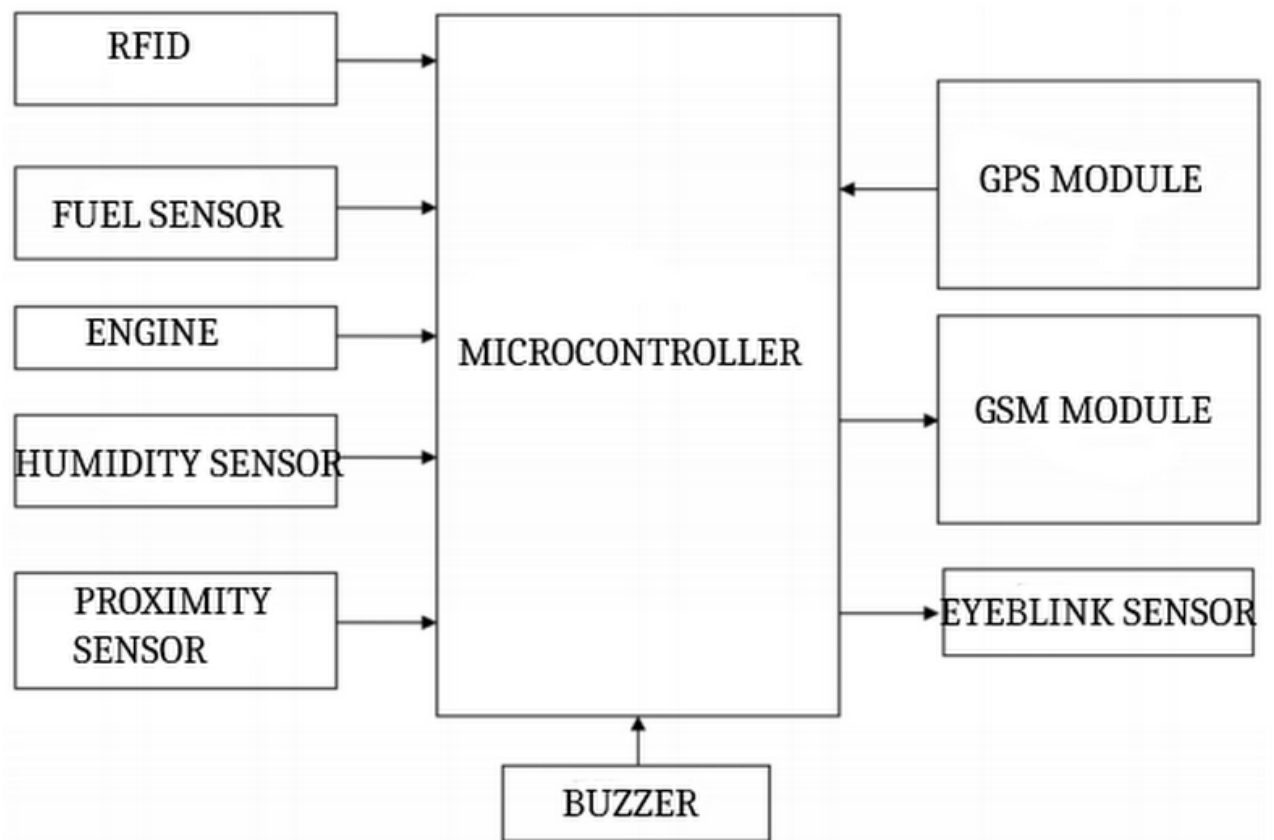 RFID
FUEL SENSOR
ENGINE
HUMIDITY SENSOR
PROXIMITY
SENSOR
MICROCONTROLLER
GPS MODULE
GSM MODULE
EYEBLINK SENSOR
BUZZER